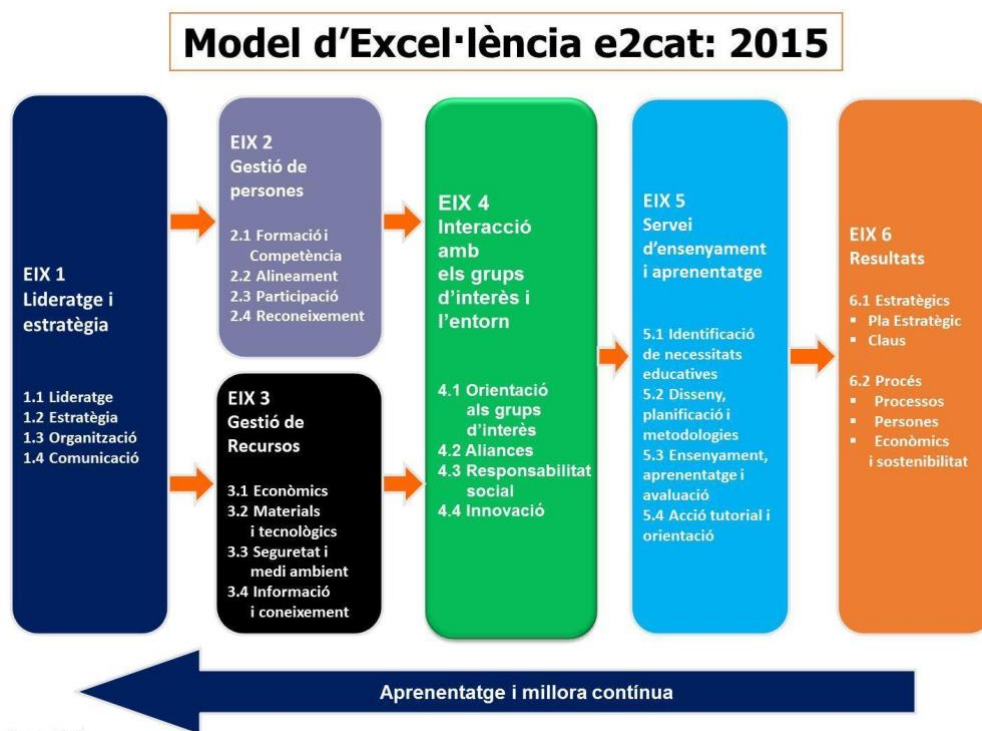 Model d'Excel·lència e2cat: 2015
EIX 1
Lideratge i
estratègia
1.1 Lideratge
1.2 Estratègia
1.3 Organització
1.4 Comunicació
EIX 2
Gestió de
persones
2.1 Formació i
Competència
2.2 Alineament
2.3 Participació
2.4 Reconeixement
EIX 3
Gestió de
Recursos
3.1 Econòmics
3.2 Materials
i tecnològics
3.3 Seguretat i
medi ambient
3.4 Informació
i coneixement
EIX 4
Interacció
amb
els grups
d'interès i
l'entorn
4.1 Orientació
als grups
d'interès
4.2 Aliances
4.3 Responsabilitat
social
4.4 Innovació
EIX 5
Servei
d'ensenyament
i aprenentatge
5.1 Identificació
de necessitats
educatives
5.2 Disseny,
planificació i
metodologies
5.3 Ensenyament,
aprenentatge i
avaluació
5.4 Acció tutorial i
orientació
EIX 6
Resultats
6.1 Estratègics
▪ Pla Estratègic
▪ Claus
6.2 Procés
▪ Processos
▪ Persones
▪ Econòmics
i sostenibilitat
Aprenentatge i millora contínua